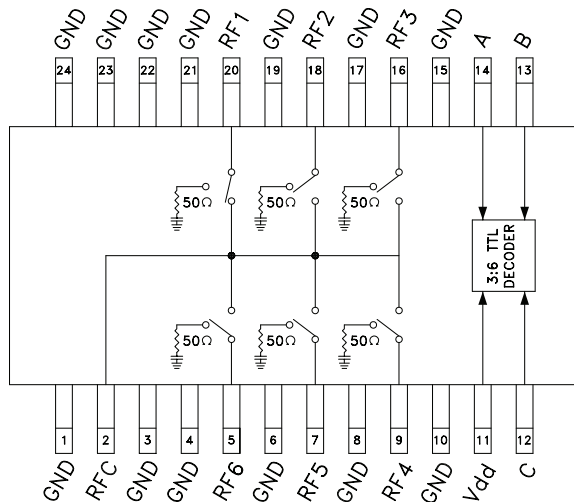 GND GND GND GND RF1 GND RF2 GND RF3 GND A B
24 23 22 21 20 19 18 17 16 15 14 13
50Ω 50Ω 50Ω
3:6 TTL
DECODER
50Ω 50Ω 50Ω
1 2 3 4 5 6 7 8 9 10 11 12
GND RFC GND GND RF6 GND RF5 GND RF4 GND Vdd C